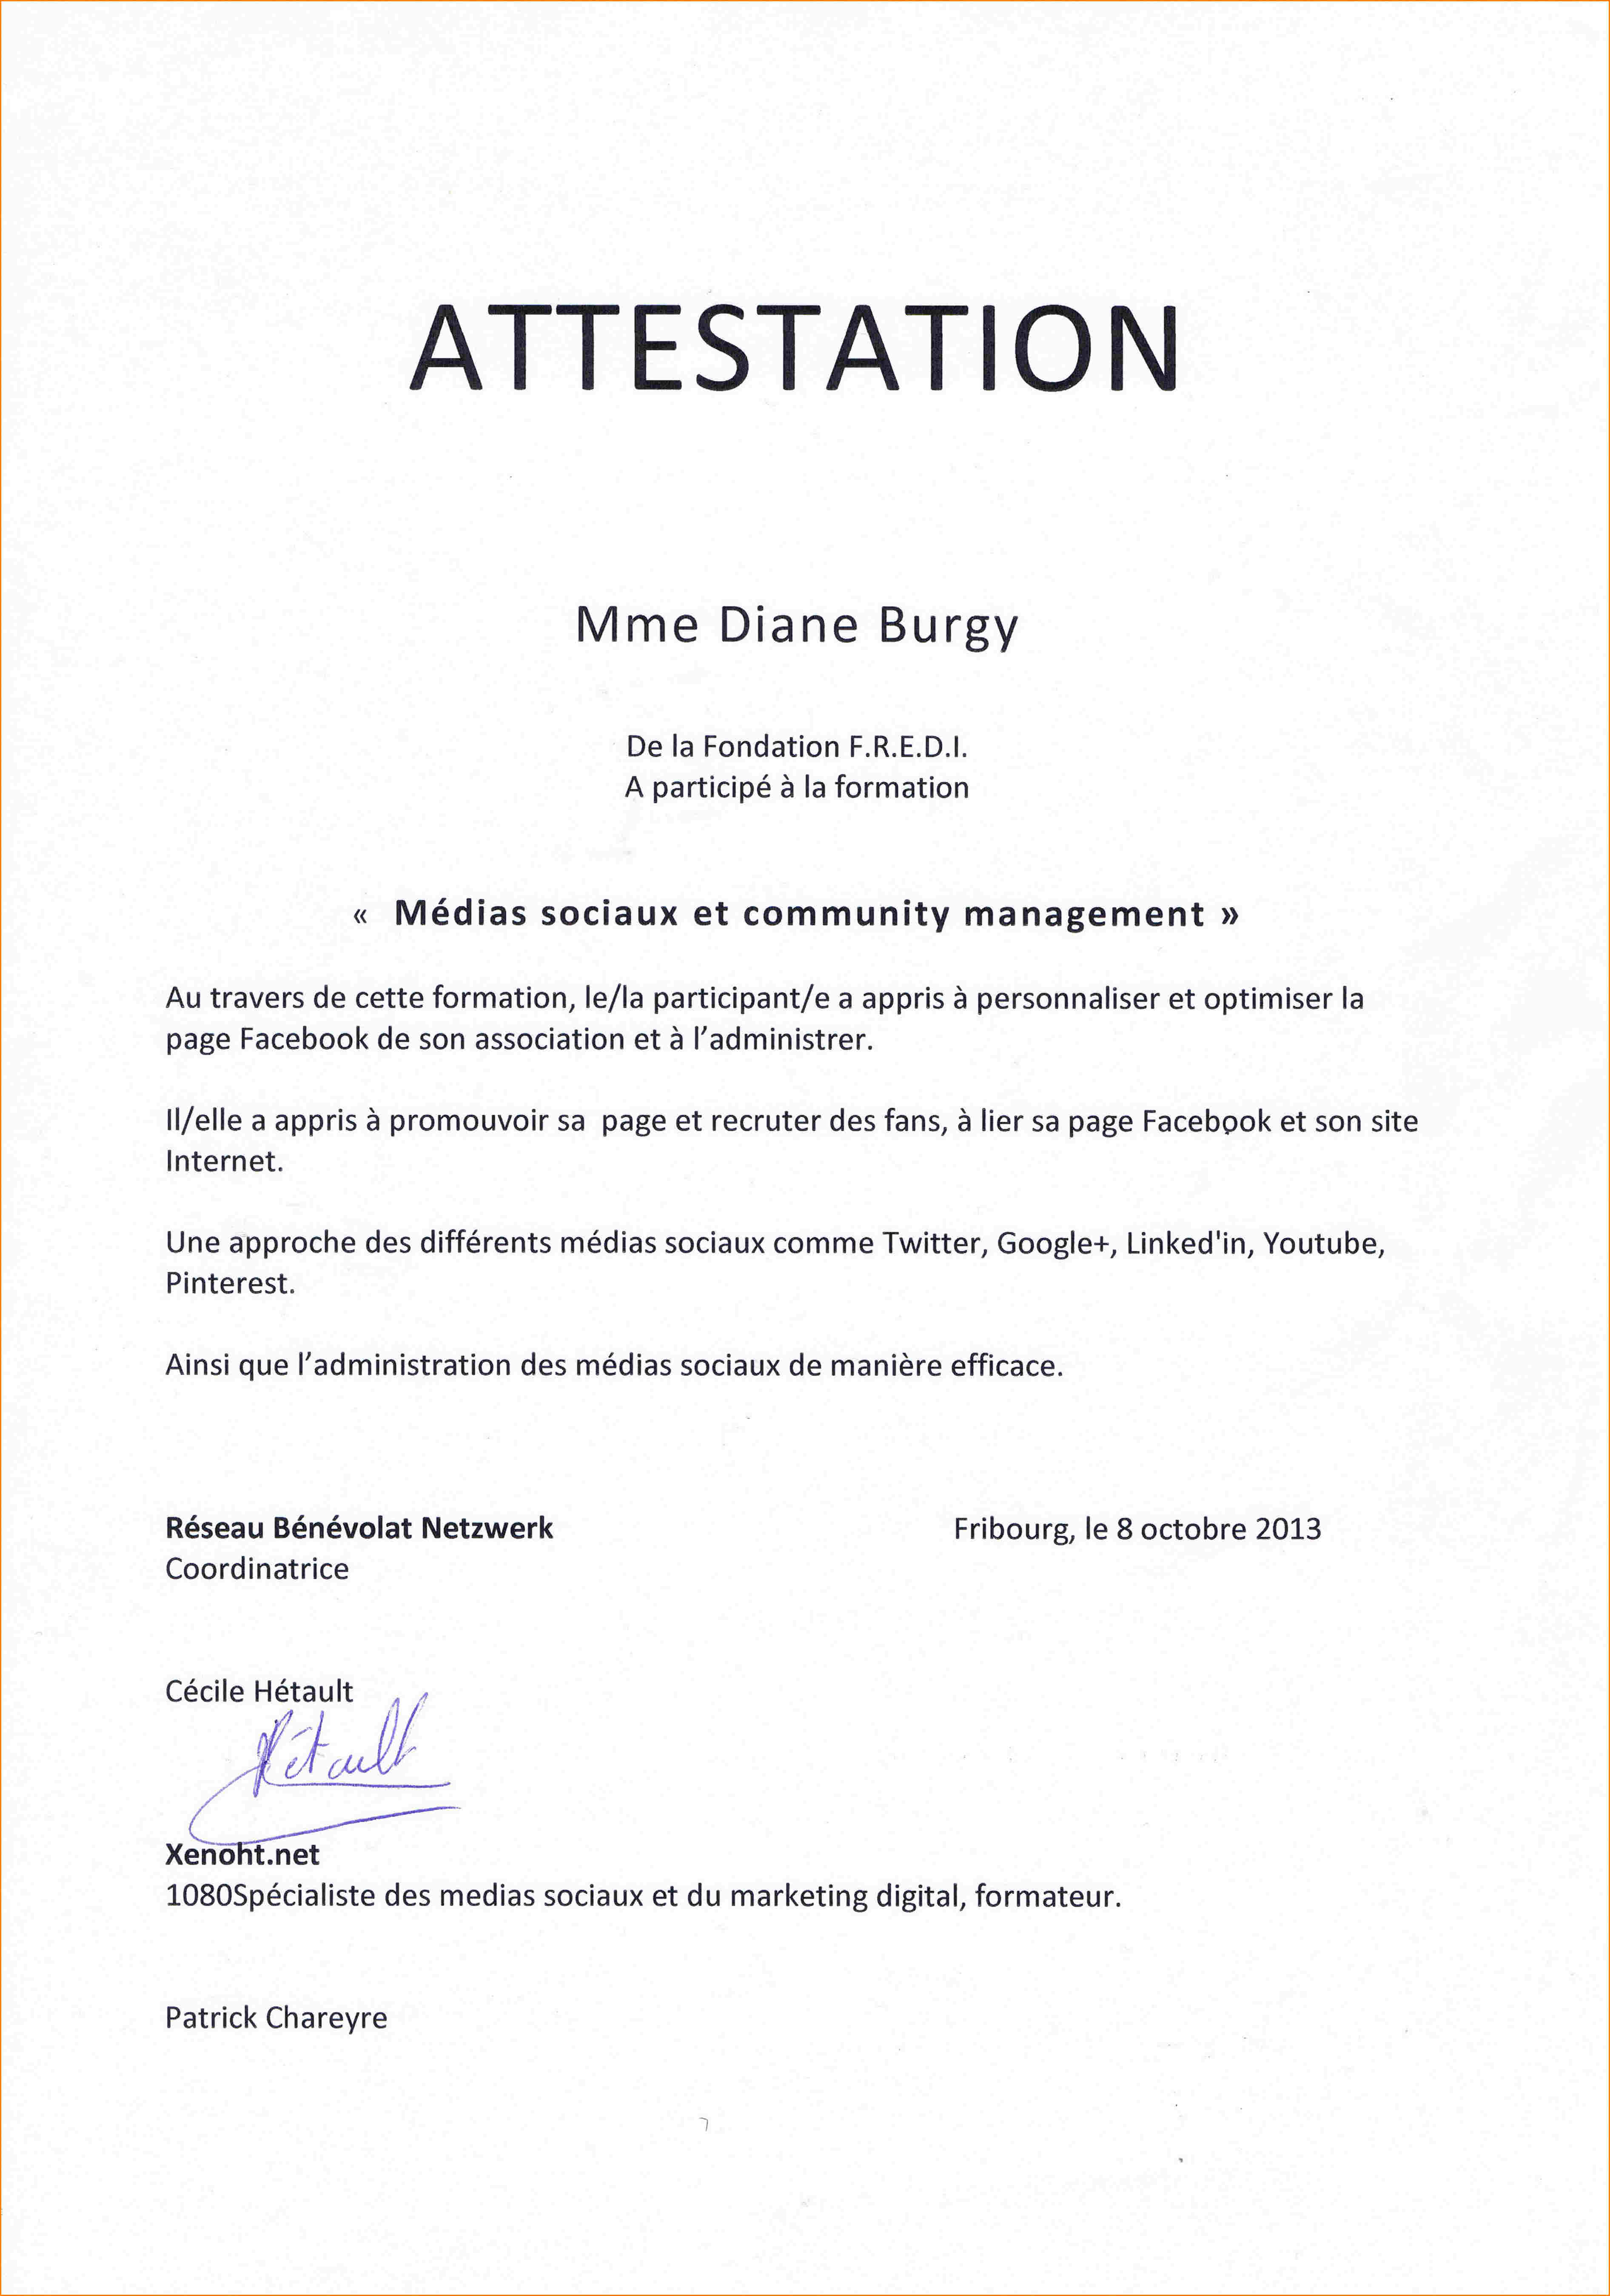 ATTESTATION
Mme Diane Burgy
De la Fondation F.R.E.D.I.
A participé à la formation
« Médias sociaux et community management »
Au travers de cette formation, le/la participant/e a appris à personnaliser et optimiser la
page Facebook de son association et à l'administrer.
Il/elle a appris à promouvoir sa  page et recruter des fans, à lier sa page Facebook et son site
Internet.
Une approche des différents médias sociaux comme Twitter, Google+, Linked'in, Youtube,
Pinterest.
Ainsi que l'administration des médias sociaux de manière efficace.
Réseau Bénévolat Netzwerk
Fribourg, le 8 octobre 2013
Coordinatrice
Cécile Hétault
Hétault
Xenoht.net
1080Spécialiste des medias sociaux et du marketing digital, formateur.
Patrick Chareyre